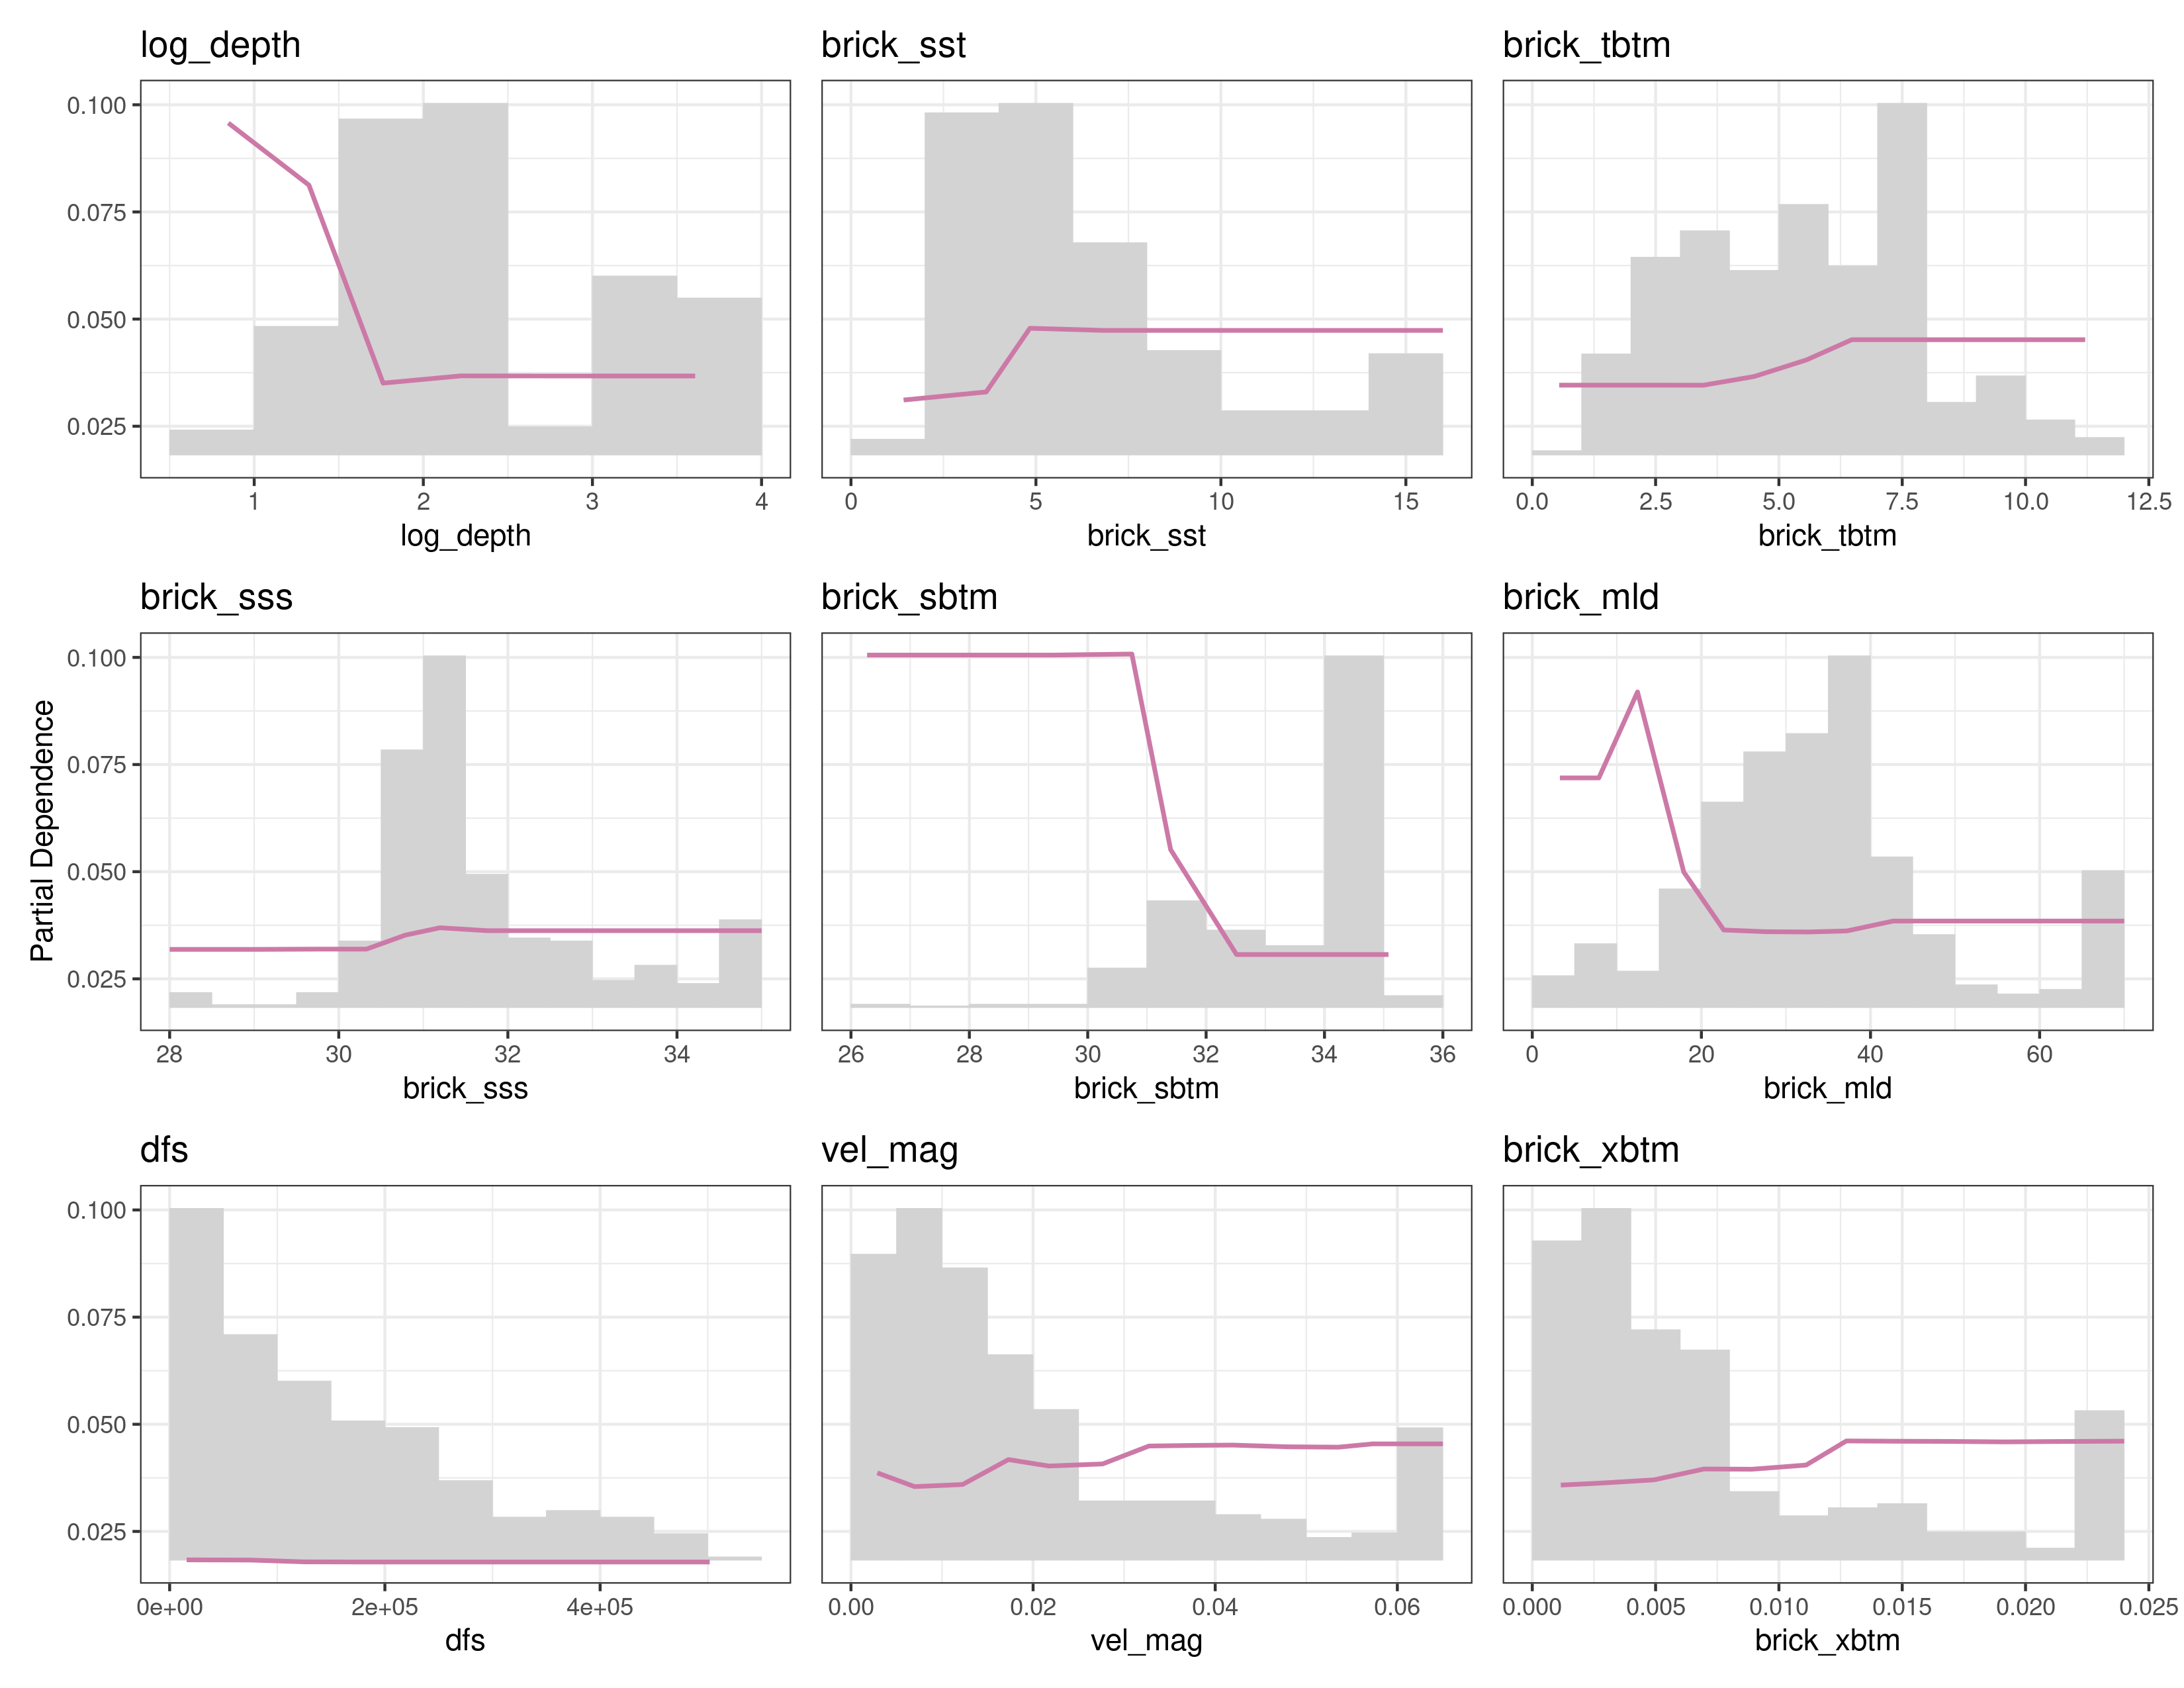 log_depth
brick_sst
brick_tbtm
0.100
0.075
0.050
0.025
1 2 3 4
0 5 10 15
0.0 2.5 5.0 7.5 10.0 12.5
log_depth
brick_sst
brick_tbtm
brick_sss
brick_sbtm
brick_mld
Partial Dependence
0.100
0.075
0.050
0.025
28 30 32 34
26 28 30 32 34 36
0 20 40 60
brick_sss
brick_sbtm
brick_mld
dfs
vel_mag
brick_xbtm
0.100
0.075
0.050
0.025
0e+00 2e+05 4e+05
0.00 0.02 0.04 0.06
0.000 0.005 0.010 0.015 0.020 0.025
dfs
vel_mag
brick_xbtm